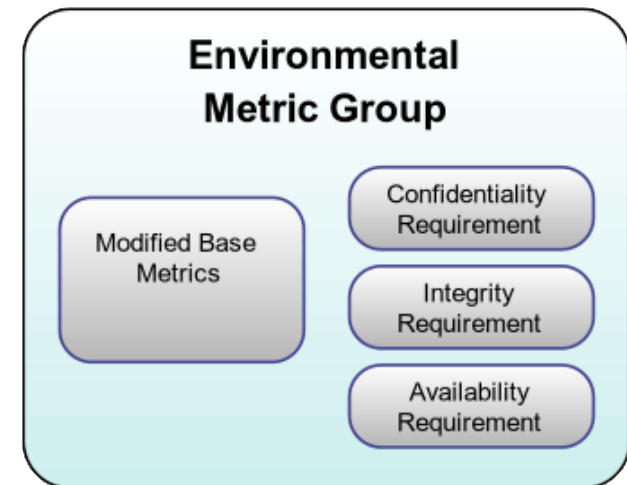 Environmental
Metric Group
Modified Base
Metrics
Confidentiality
Requirement
Integrity
Requirement
Availability
Requirement